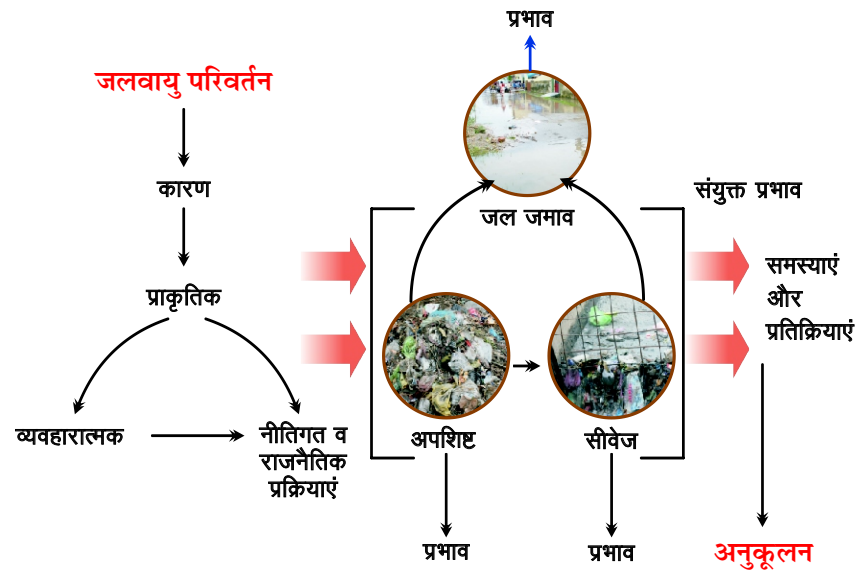 प्रभाव
जलवायु परिवर्तन
कारण
प्राकृतिक
व्यवहारात्मक
नीतिगत व
राजनैतिक
प्रक्रियाएं
जल जमाव
अपशिष्ट
सीवेज
प्रभाव
प्रभाव
संयुक्त प्रभाव
समस्याएं
और
प्रतिक्रियाएं
अनुकूलन